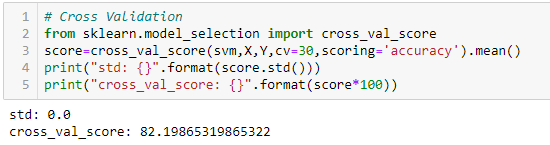 1 # Cross Validation
2 from sklearn.model_selection import cross_val_score
3 score=cross_val_score(svm,X,Y,cv=30,scoring='accuracy').mean()
4 print("std: {}".format(score.std()))
5 print("cross_val_score: {}".format(score*100))
std: 0.0
cross_val_score: 82.19865319865322